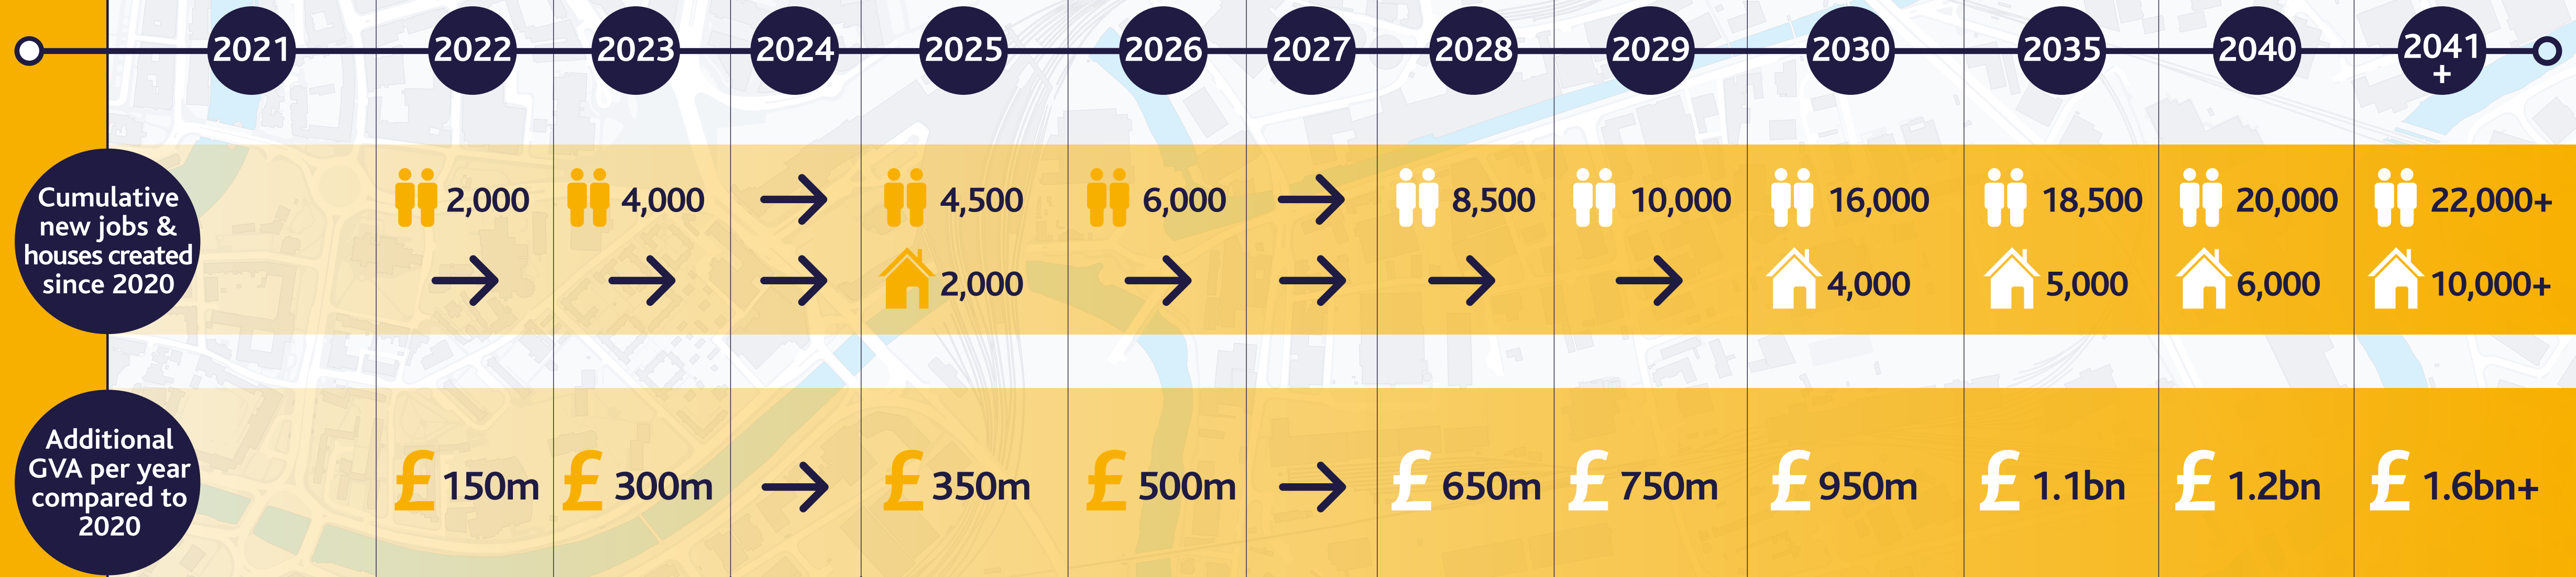 2021 2022 2023 2024 2025 2026 2027 2028 2029 2030 2035 2040 2041
+
Cumulative
new jobs &
houses created
since 2020
2,000 4,000 4,500 6,000 8,500 10,000 16,000 18,500 20,000 22,000+
2,000 4,000 5,000 6,000 10,000+
Additional
GVA per year
compared to
2020
£150m £300m £350m £500m £650m £750m £950m £1.1bn £1.2bn £1.6bn+